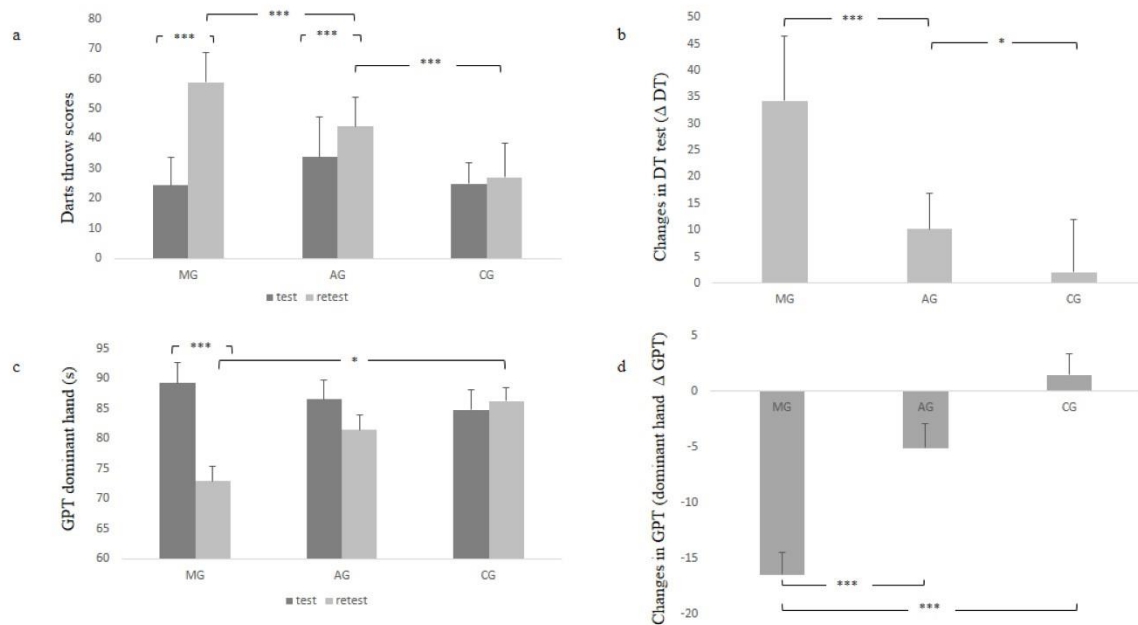 a
Darts throw scores
80
70
60
50
40
30
20
10
0
***
***
***
***
MG
AG
CG
test
retest
b
Changes in DT test (Δ DT)
50
45
40
35
30
25
20
15
10
5
0
***
*
MG
AG
CG
c
GPT dominant hand (s)
95
90
85
80
75
70
65
60
***
*
MG
AG
CG
test
retest
d
Changes in GPT (dominant hand Δ GPT)
5
0
-5
-10
-15
-20
MG
AG
CG
***
***